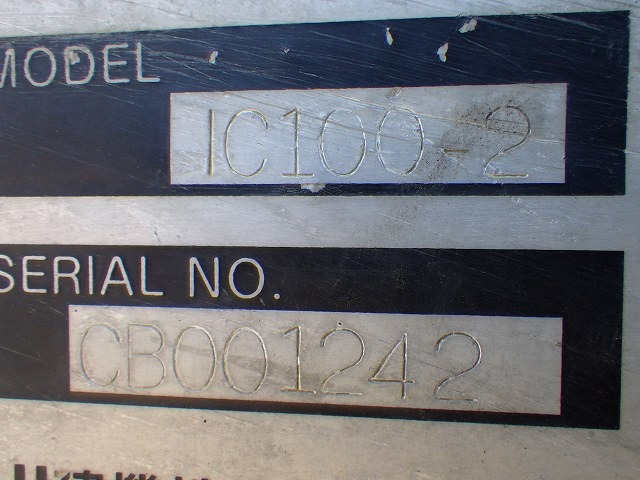 MODEL
IC100-2
SERIAL NO.
CB001242